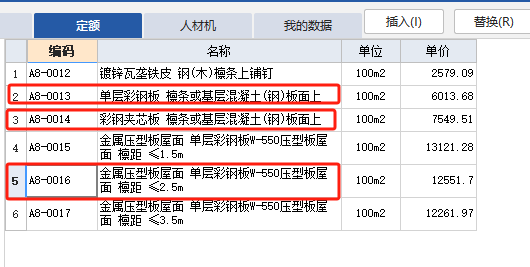 定额 人材机 我的数据 插入(I) 替换(R)
编码 名称 单位 单价
1 A8-0012 镀锌瓦垄铁皮 钢(木)檩条上铺钉 100m2 2579.09
2 A8-0013 单层彩钢板 檩条或基层混凝土(钢)板面上 100m2 6013.68
3 A8-0014 彩钢夹芯板 檩条或基层混凝土(钢)板面上 100m2 7549.51
4 A8-0015 金属压型板屋面 单层彩钢板W-550压型板屋 100m2 13121.28
面 檩距 ≤1.5m
5 A8-0016 金属压型板屋面 单层彩钢板W-550压型板屋 100m2 12551.7
面 檩距 ≤2.5m
6 A8-0017 金属压型板屋面 单层彩钢板W-550压型板屋 100m2 12261.97
面 檩距 ≤3.5m